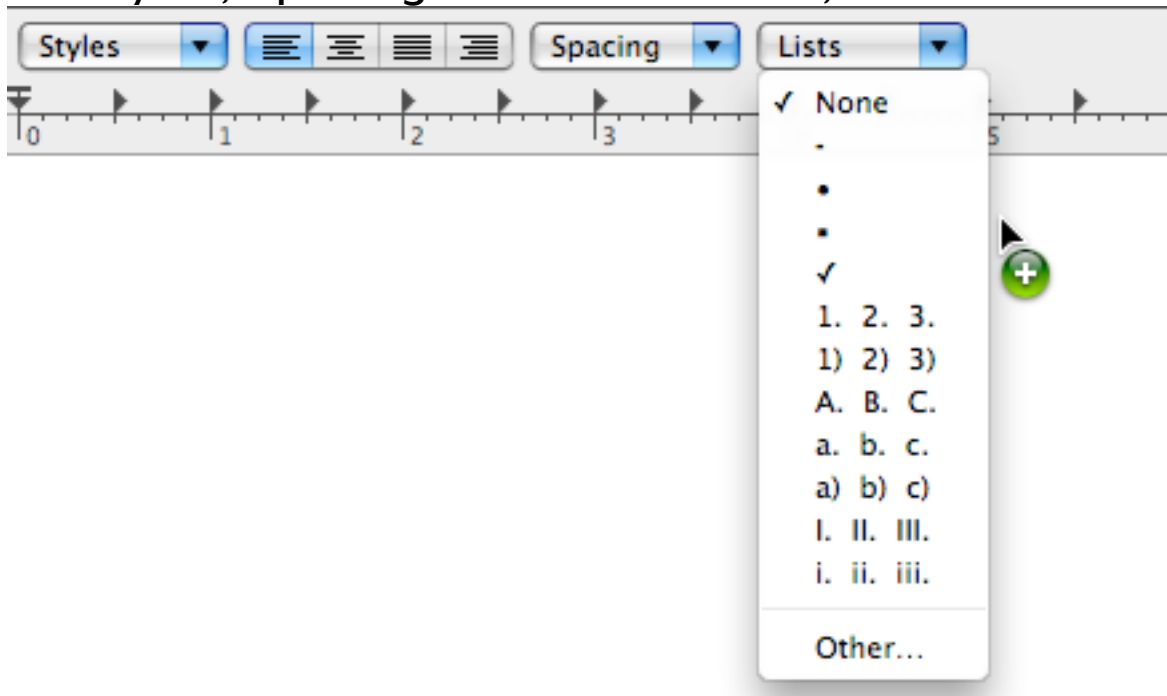 Styles Spacing Lists
0 1 2 3 5
✓ None
-
•
▪
✓
1. 2. 3.
1) 2) 3)
A. B. C.
a. b. c.
a) b) c)
I. II. III.
i. ii. iii.
Other...